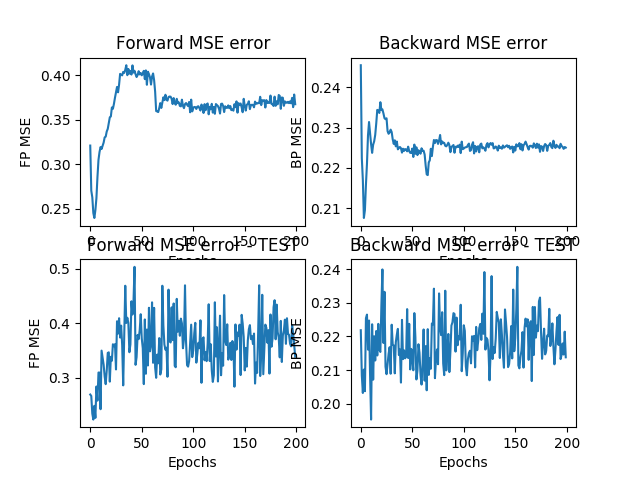 Forward MSE error
Backward MSE error
0.40
0.35
0.30
0.25
FP MSE
0.24
0.23
0.22
0.21
BP MSE
0 50 100 150 200
Epochs
0 50 100 150 200
Epochs
Forward MSE error - TEST
Backward MSE error - TEST
0.5
0.4
0.3
FP MSE
0.24
0.23
0.22
0.21
0.20
BP MSE
0 50 100 150 200
Epochs
0 50 100 150 200
Epochs